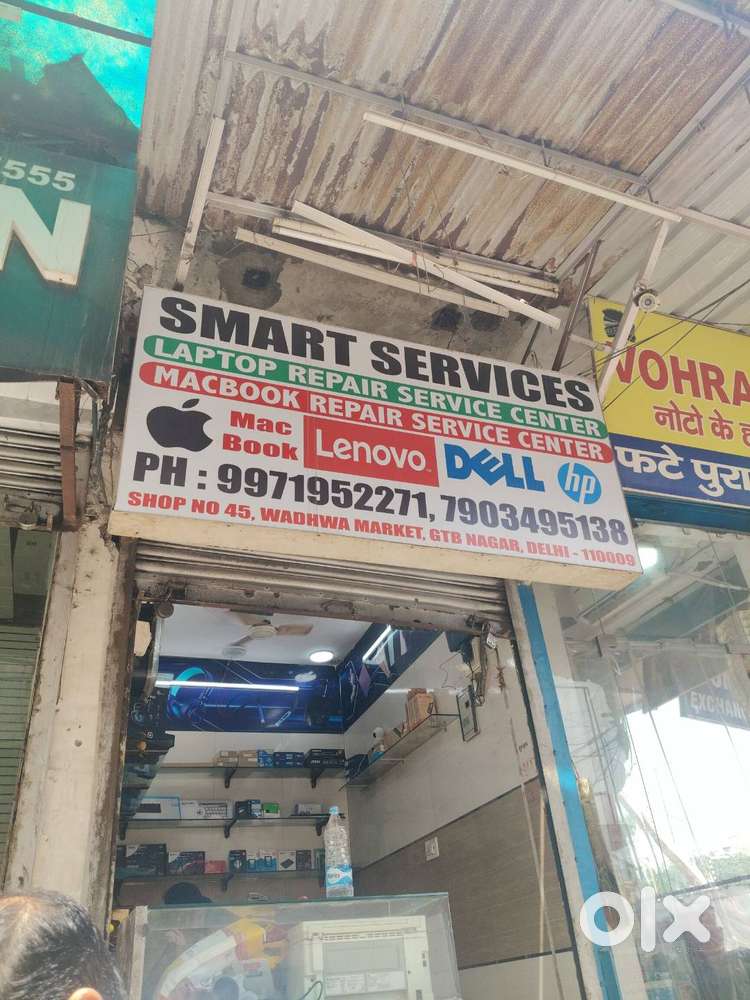 555
N
SMART SERVICES
LAPTOP REPAIR SERVICE CENTER
MACBOOK REPAIR SERVICE CENTER
Mac
Book
Lenovo
DELL
hp
PH : 9971952271, 7903495138
SHOP NO 45, WADHWA MARKET, GTB NAGAR, DELHI - 110009
VOHRA
नोटो के
फटे पुरा
EXCHAN
olx